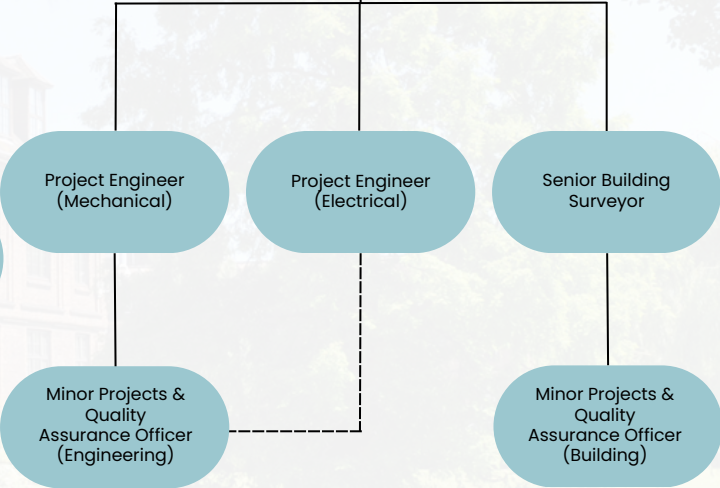 Project Engineer
(Mechanical)
Project Engineer
(Electrical)
Senior Building
Surveyor
Minor Projects &
Quality
Assurance Officer
(Engineering)
Minor Projects &
Quality
Assurance Officer
(Building)